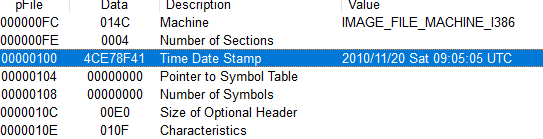 pFile Data Description Value
000000FC 014C Machine IMAGE_FILE_MACHINE_I386
000000FE 0004 Number of Sections
00000100 4CE78F41 Time Date Stamp 2010/11/20 Sat 09:05:05 UTC
00000104 00000000 Pointer to Symbol Table
00000108 00000000 Number of Symbols
0000010C 00E0 Size of Optional Header
0000010E 010F Characteristics